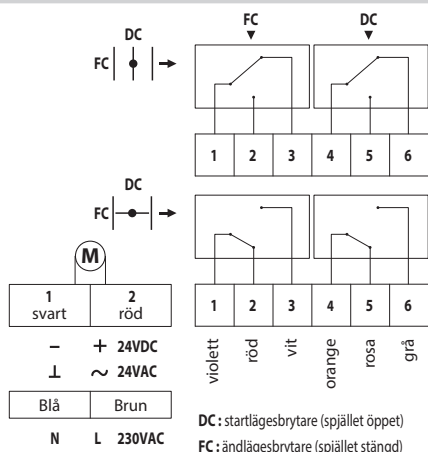 FC DC
DC
FC
1 2 3 4 5 6
DC
FC
M
1 2
svart röd
1 2 3 4 5 6
violett röd vit orange rosa grå
– + 24VDC
⊥ ~ 24VAC
Blå Brun
N L 230VAC
DC : startlägesbrytare (spjället öppet)
FC : ändlägesbrytare (spjället stängd)